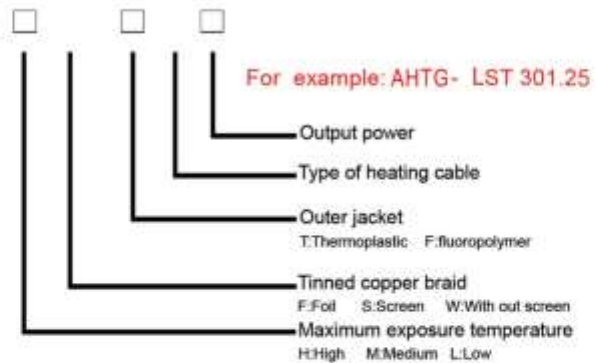 For example: AHTG- LST 301.25
Output power
Type of heating cable
Outer jacket
T:Thermoplastic F:fluoropolymer
Tinned copper braid
F:Foil S:Screen W:With out screen
Maximum exposure temperature
H:High M:Medium L:Low